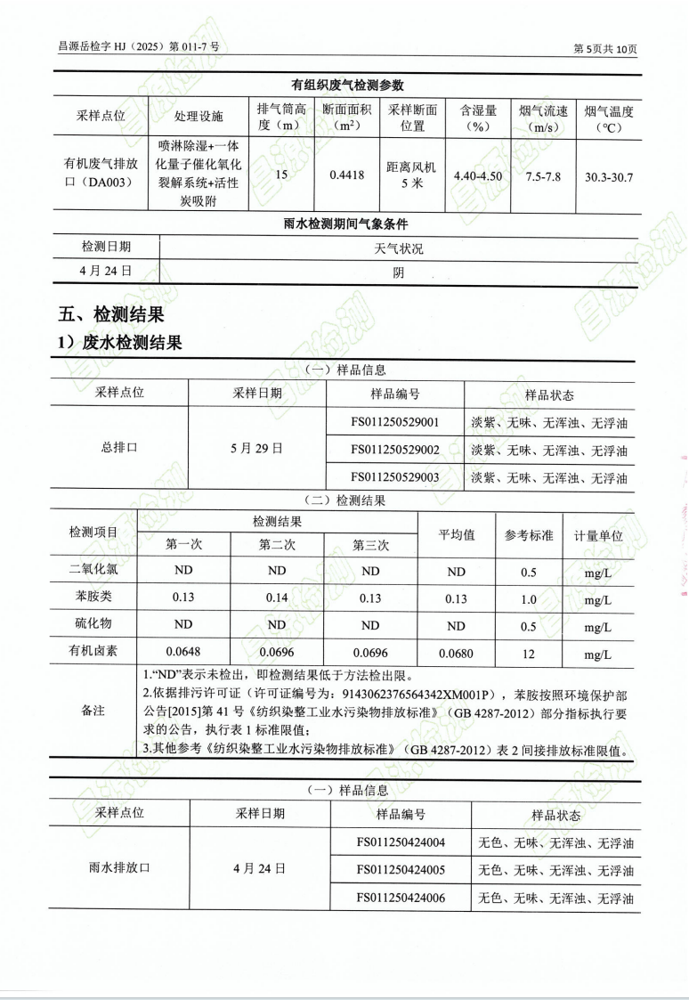 昌源岳检字 HJ（2025）第 011-7 号 第 5页共 10页
有组织废气检测参数
采样点位 处理设施 排气筒高度（m） 断面面积（m²） 采样断面位置 含湿量（%） 烟气流速（m/s） 烟气温度（℃）
有机废气排放口（DA003） 喷淋除湿+一体化量子催化氧化裂解系统+活性炭吸附 15 0.4418 距离风机 5 米 4.40-4.50 7.5-7.8 30.3-30.7
雨水检测期间气象条件
检测日期 天气状况
4 月 24 日 阴
五、检测结果
1）废水检测结果
（一）样品信息
采样点位 采样日期 样品编号 样品状态
总排口 5 月 29 日 FS011250529001 淡紫、无味、无浑浊、无浮油
FS011250529002 淡紫、无味、无浑浊、无浮油
FS011250529003 淡紫、无味、无浑浊、无浮油
（二）检测结果
检测项目 检测结果 平均值 参考标准 计量单位
第一次 第二次 第三次
二氧化氯 ND ND ND ND 0.5 mg/L
苯胺类 0.13 0.14 0.13 0.13 1.0 mg/L
硫化物 ND ND ND ND 0.5 mg/L
有机卤素 0.0648 0.0696 0.0696 0.0680 12 mg/L
备注 1.“ND”表示未检出，即检测结果低于方法检出限。
2.依据排污许可证（许可证编号为：9143062376564342XM001P），苯胺按照环境保护部
公告[2015]第 41 号《纺织染整工业水污染物排放标准》（GB 4287-2012）部分指标执行要
求的公告，执行表 1 标准限值；
3.其他参考《纺织染整工业水污染物排放标准》（GB 4287-2012）表 2 间接排放标准限值。
（一）样品信息
采样点位 采样日期 样品编号 样品状态
雨水排放口 4 月 24 日 FS011250424004 无色、无味、无浑浊、无浮油
FS011250424005 无色、无味、无浑浊、无浮油
FS011250424006 无色、无味、无浑浊、无浮油